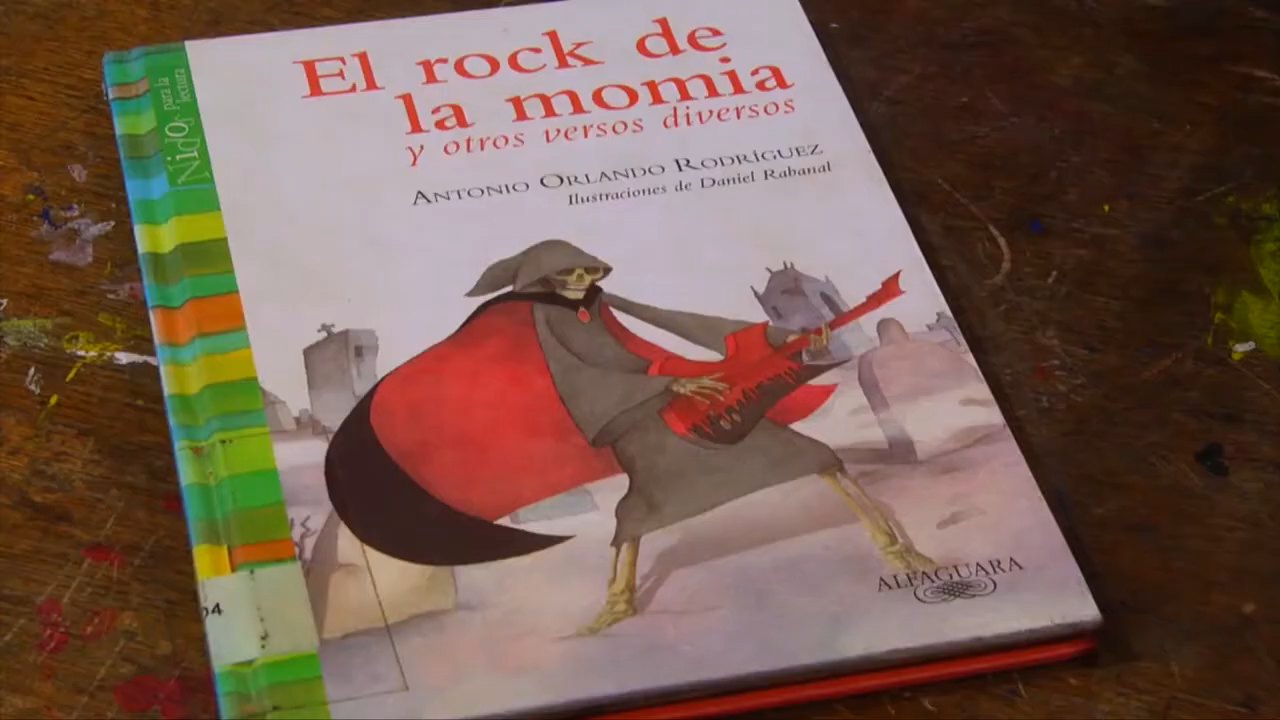 El rock de
la momia
y otros versos diversos
ANTONIO ORLANDO RODRÍGUEZ
Ilustraciones de Daniel Rabanal
Nidos para la
lectura
ALFAGUARA
04